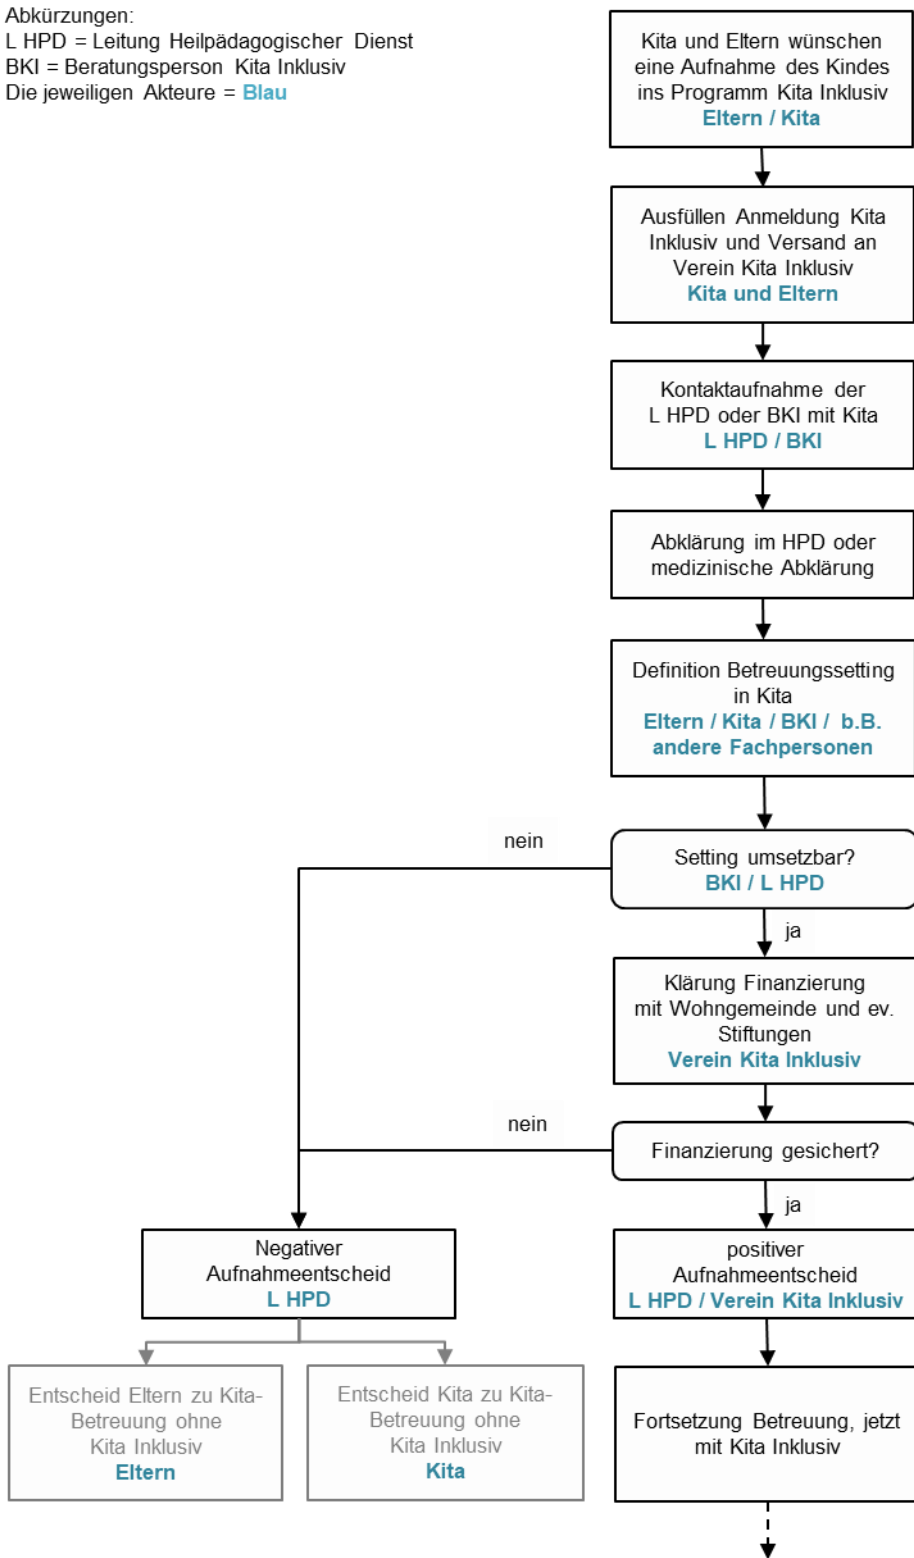 Abkürzungen:
L HPD = Leitung Heilpädagogischer Dienst
BKI = Beratungsperson Kita Inklusiv
Die jeweiligen Akteure = Blau
Kita und Eltern wünschen
eine Aufnahme des Kindes
ins Programm Kita Inklusiv
Eltern / Kita
Ausfüllen Anmeldung Kita
Inklusiv und Versand an
Verein Kita Inklusiv
Kita und Eltern
Kontaktaufnahme der
L HPD oder BKI mit Kita
L HPD / BKI
Abklärung im HPD oder
medizinische Abklärung
Definition Betreuungssetting
in Kita
Eltern / Kita / BKI / b.B.
andere Fachpersonen
nein
Setting umsetzbar?
BKI / L HPD
ja
Klärung Finanzierung
mit Wohngemeinde und ev.
Stiftungen
Verein Kita Inklusiv
nein
Finanzierung gesichert?
ja
Negativer
Aufnahmeentscheid
L HPD
positiver
Aufnahmeentscheid
L HPD / Verein Kita Inklusiv
Entscheid Eltern zu Kita-
Betreuung ohne
Kita Inklusiv
Eltern
Entscheid Kita zu Kita-
Betreuung ohne
Kita Inklusiv
Kita
Fortsetzung Betreuung, jetzt
mit Kita Inklusiv